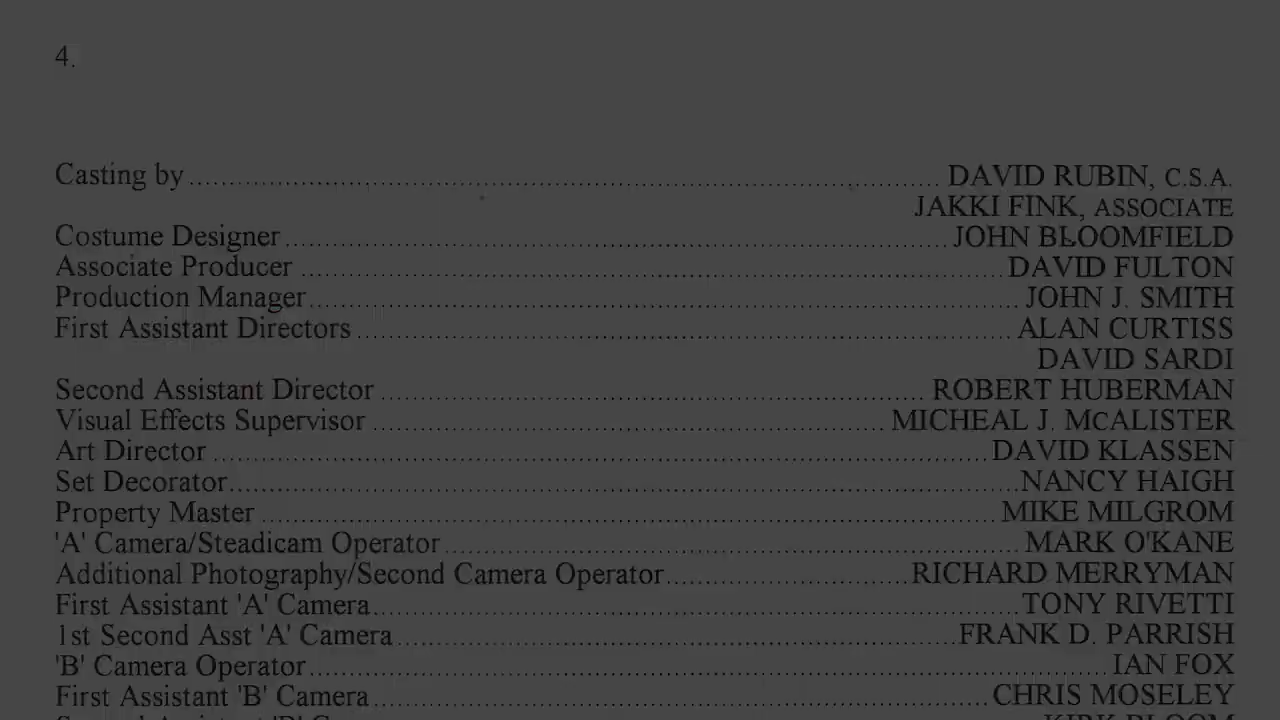 4.
Casting by ........ DAVID RUBIN, C.S.A.
JAKKI FINK, ASSOCIATE
Costume Designer ........ JOHN BLOOMFIELD
Associate Producer ........ DAVID FULTON
Production Manager ........ JOHN J. SMITH
First Assistant Directors ........ ALAN CURTISS
DAVID SARDI
Second Assistant Director ........ ROBERT HUBERMAN
Visual Effects Supervisor ........ MICHEAL J. McALISTER
Art Director ........ DAVID KLASSEN
Set Decorator ........ NANCY HAIGH
Property Master ........ MIKE MILGROM
'A' Camera/Steadicam Operator ........ MARK O'KANE
Additional Photography/Second Camera Operator ........ RICHARD MERRYMAN
First Assistant 'A' Camera ........ TONY RIVETTI
1st Second Asst 'A' Camera ........ FRANK D. PARRISH
'B' Camera Operator ........ IAN FOX
First Assistant 'B' Camera ........ CHRIS MOSELEY